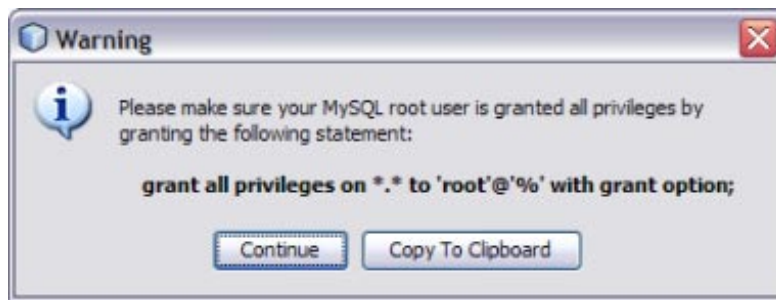 Warning
Please make sure your MySQL root user is granted all privileges by
granting the following statement:
grant all privileges on *.* to 'root'@'%' with grant option;
Continue Copy To Clipboard